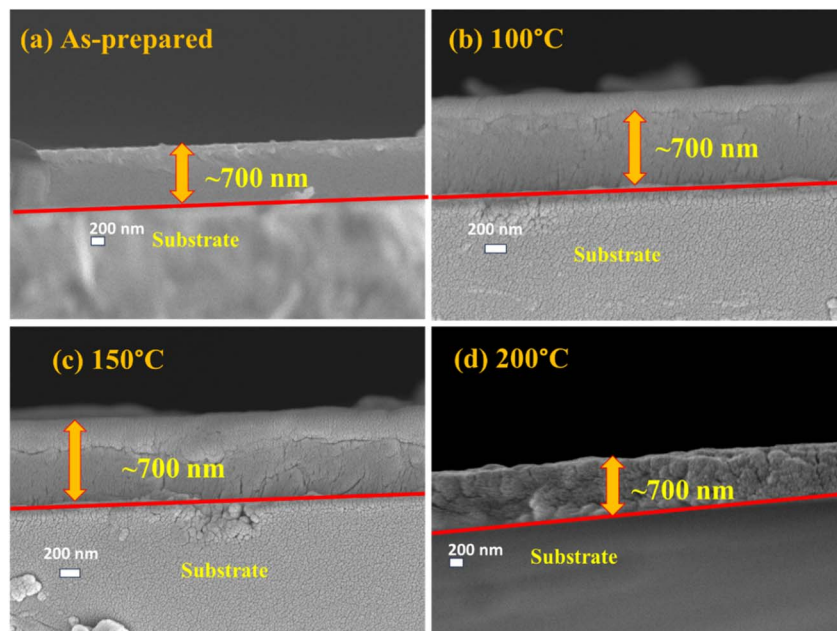 (a) As-prepared
~700 nm
200 nm
Substrate
(b) 100°C
~700 nm
200 nm
Substrate
(c) 150°C
~700 nm
200 nm
Substrate
(d) 200°C
~700 nm
200 nm
Substrate